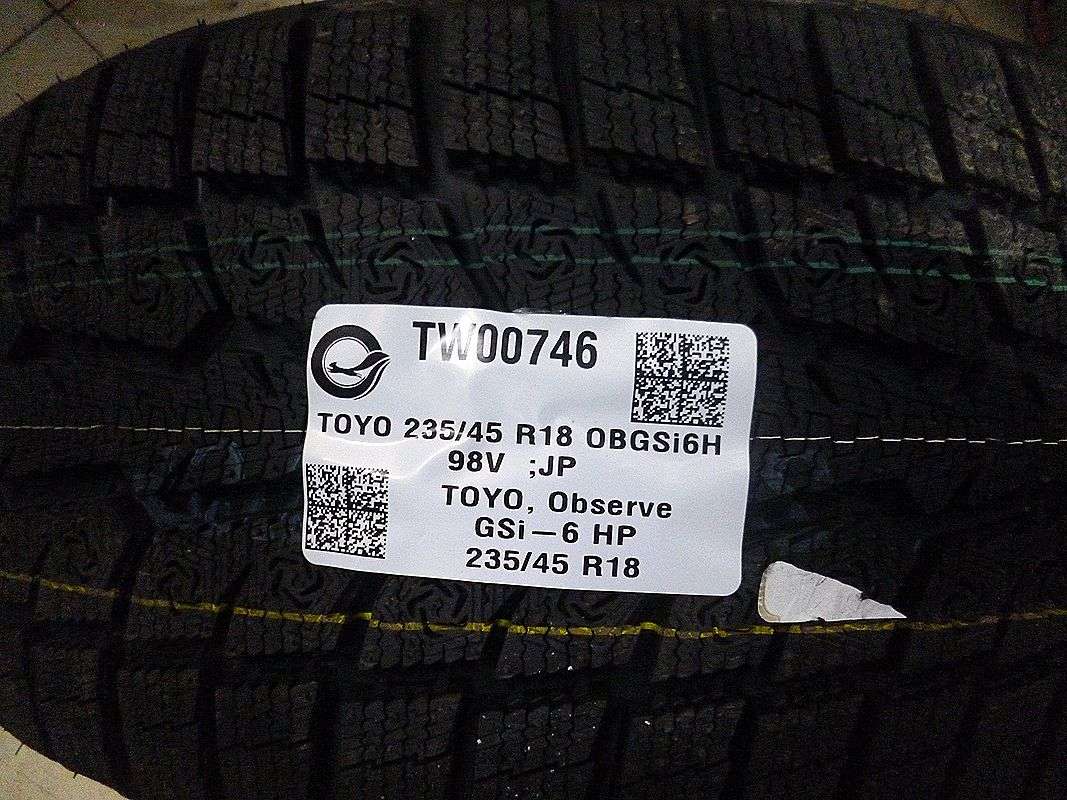 TW00746
TOYO 235/45 R18 OBGSi6H
98V ;JP
TOYO, Observe
GSi-6 HP
235/45 R18